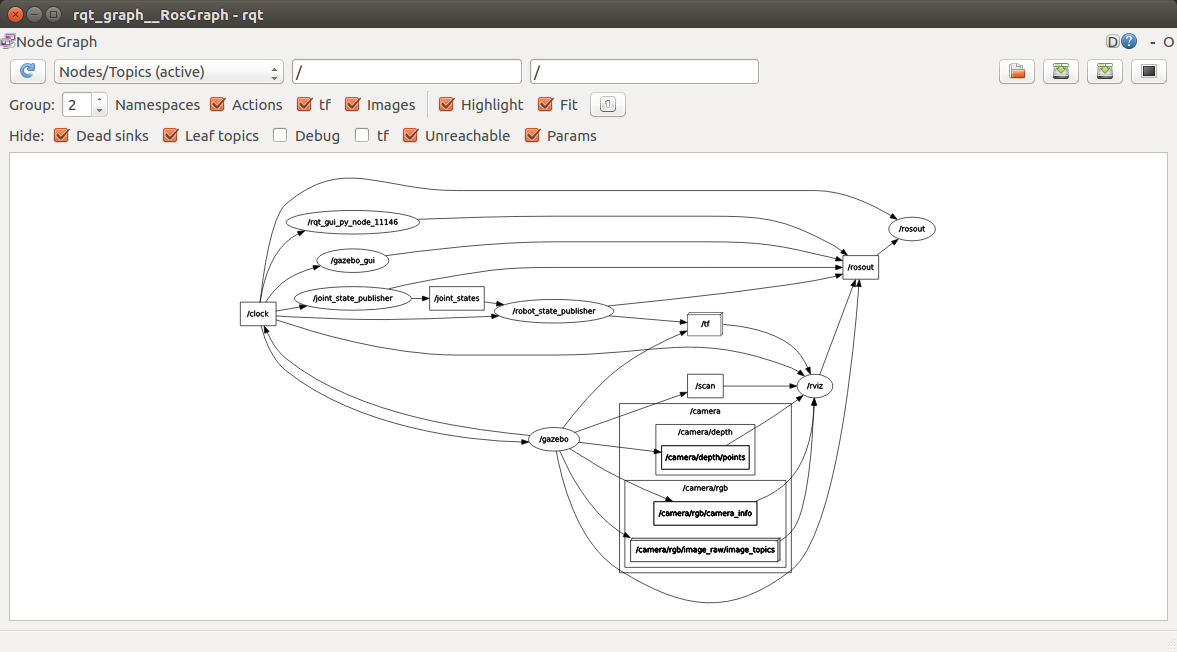 rqt_graph__RosGraph - rqt
Node Graph
D ? - O
Nodes/Topics (active) / /
Group: 2 Namespaces Actions tf Images Highlight Fit
Hide: Dead sinks Leaf topics Debug tf Unreachable Params
/rqt_gui_py_node_11146
/rosout
/gazebo_gui
/rosout
/joint_state_publisher
/joint_states
/clock
/robot_state_publisher
/tf
/scan
/rviz
/camera
/camera/depth
/gazebo
/camera/depth/points
/camera/rgb
/camera/rgb/camera_info
/camera/rgb/image_raw/image_topics